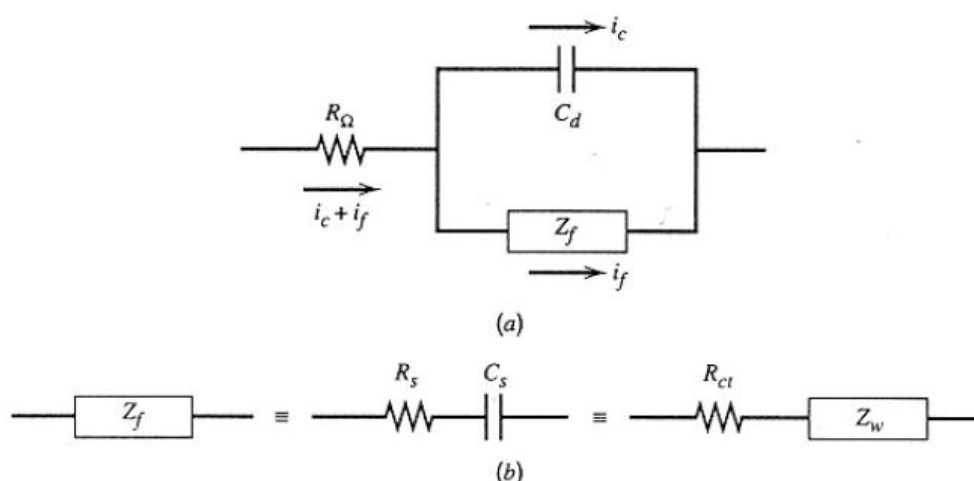 i_c
C_d
R_Ω
i_c + i_f
Z_f
i_f
(a)
R_s C_s R_ct
Z_f ≡ ≡ Z_w
(b)